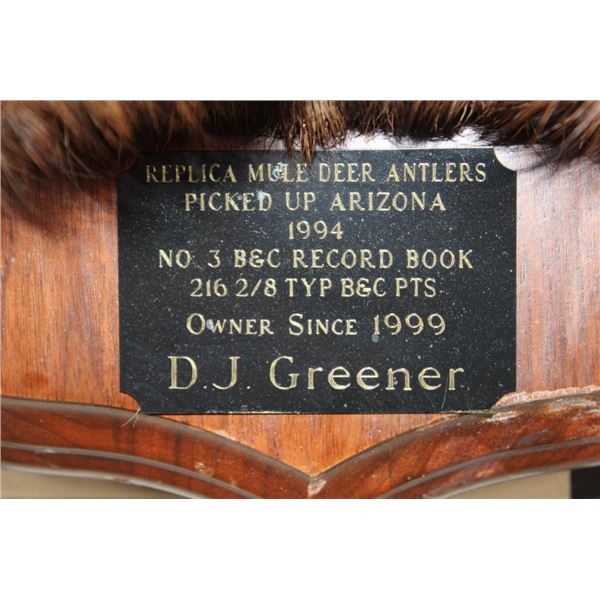 REPLICA MULE DEER ANTLERS
PICKED UP ARIZONA
1994
NO 3 B&C RECORD BOOK
216 2/8 TYP B&C PTS
OWNER SINCE 1999
D.J. Greener